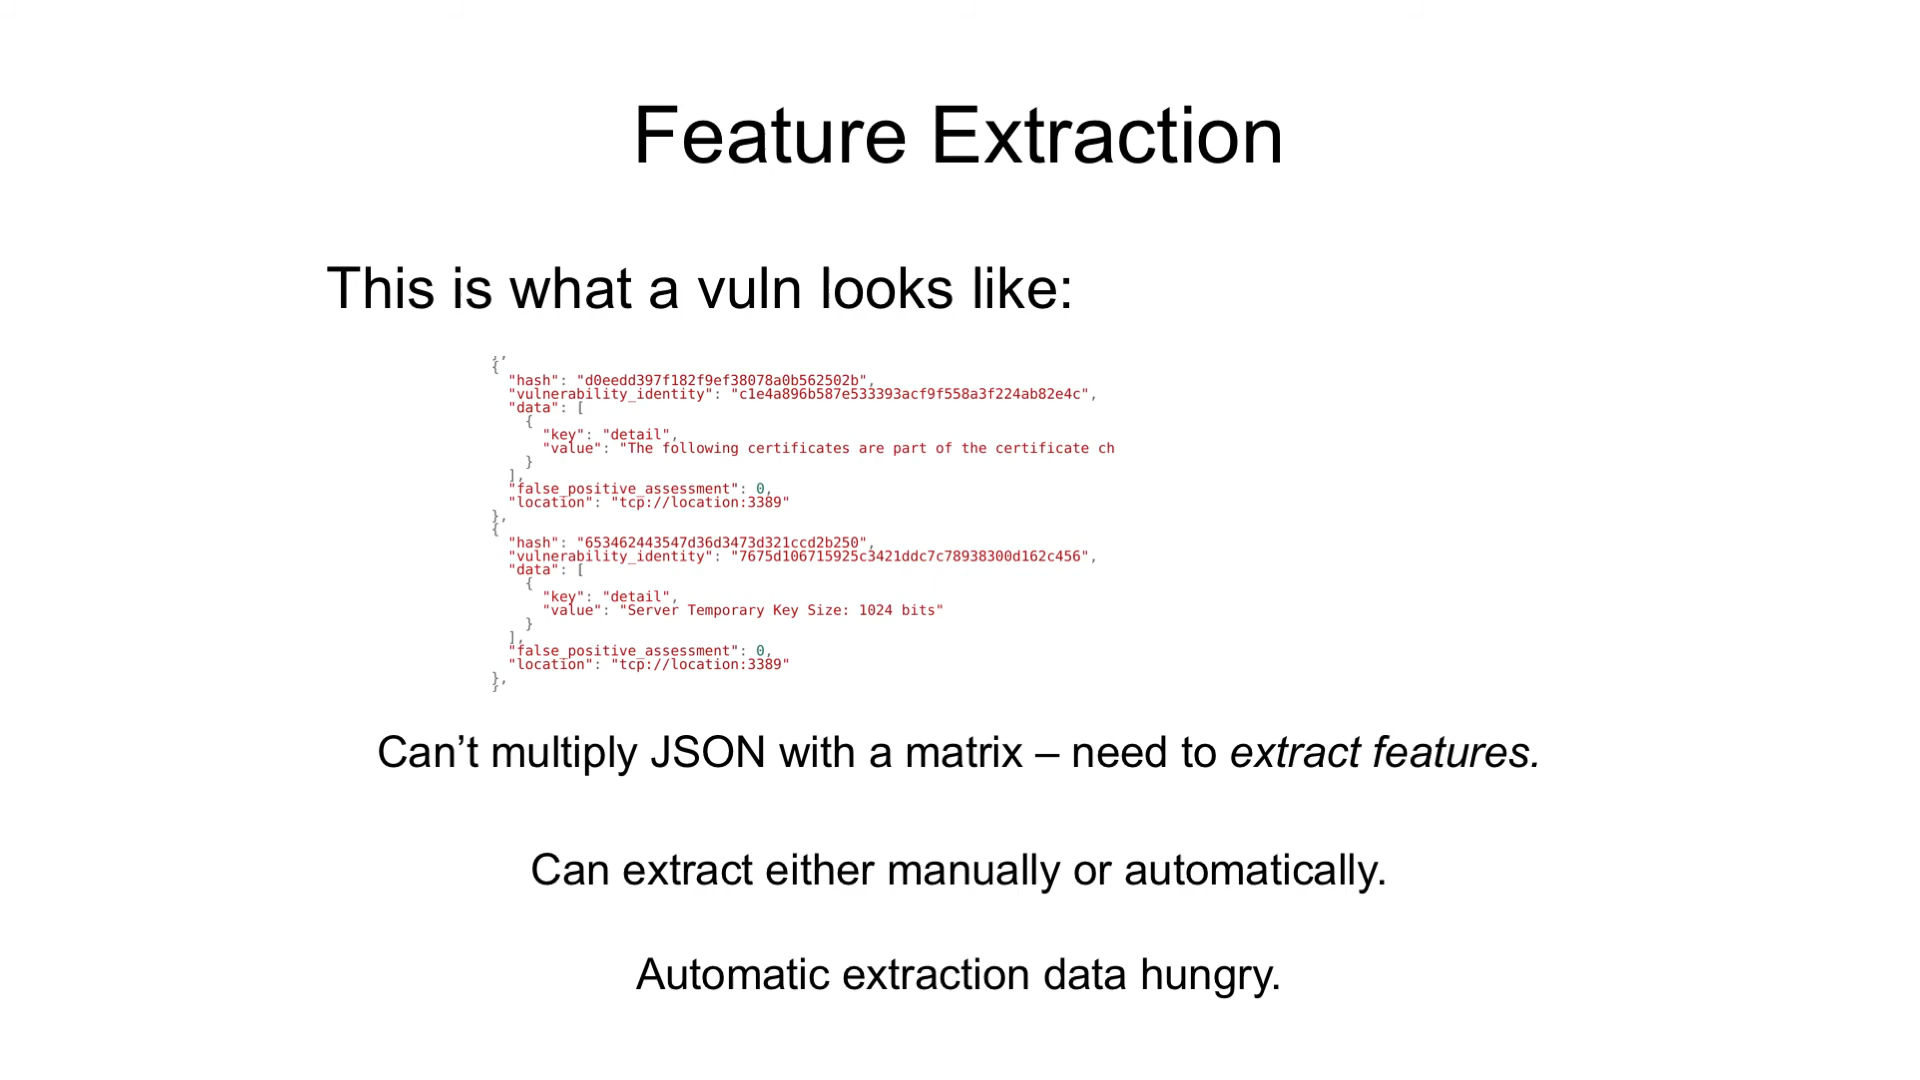 Feature Extraction
This is what a vuln looks like:
},
{
"hash": "d0eedd397f182f9ef38078a0b562502b",
"vulnerability_identity": "c1e4a896b587e533393acf9f558a3f224ab82e4c",
"data": [
{
"key": "detail",
"value": "The following certificates are part of the certificate ch
}
],
"false_positive_assessment": 0,
"location": "tcp://location:3389"
},
{
"hash": "653462443547d36d3473d321ccd2b250",
"vulnerability_identity": "7675d106715925c3421ddc7c78938300d162c456",
"data": [
{
"key": "detail",
"value": "Server Temporary Key Size: 1024 bits"
}
],
"false_positive_assessment": 0,
"location": "tcp://location:3389"
},
Can’t multiply JSON with a matrix – need to extract features.
Can extract either manually or automatically.
Automatic extraction data hungry.